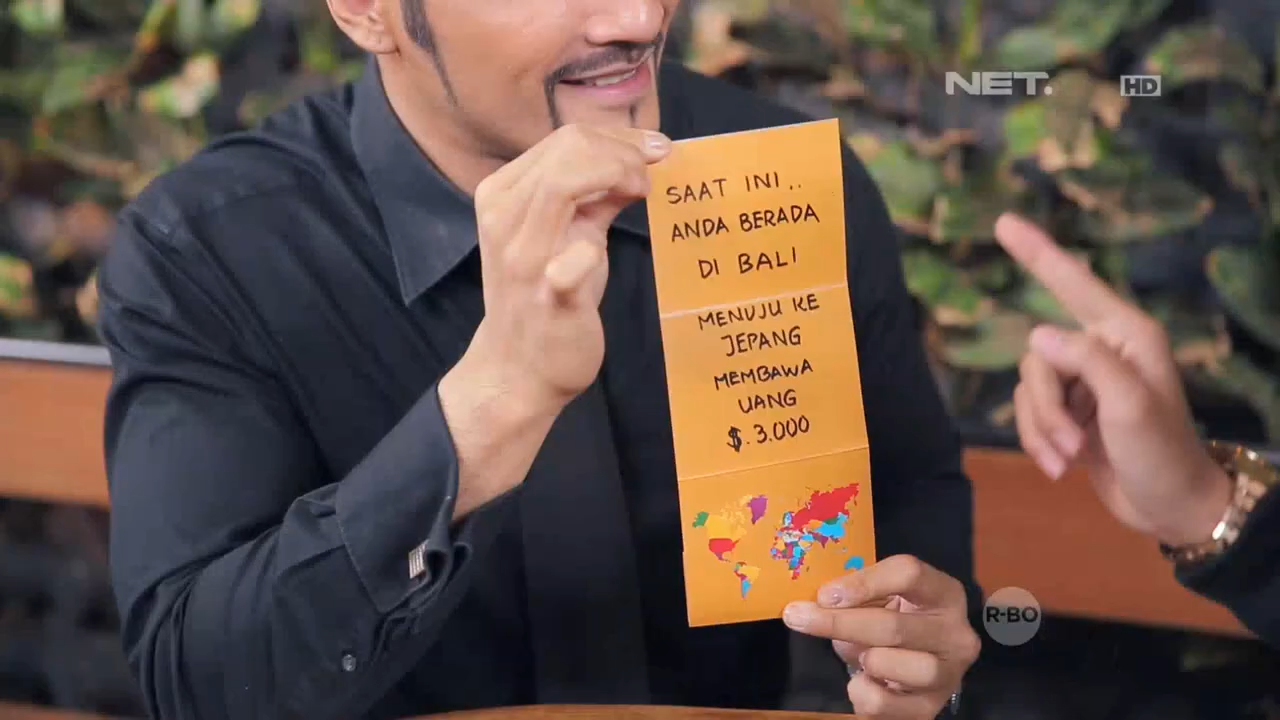 NET.
HD
SAAT INI..
ANDA BERADA
DI BALI
MENUJU KE
JEPANG
MEMBAWA
UANG
$.3.000
R-BO